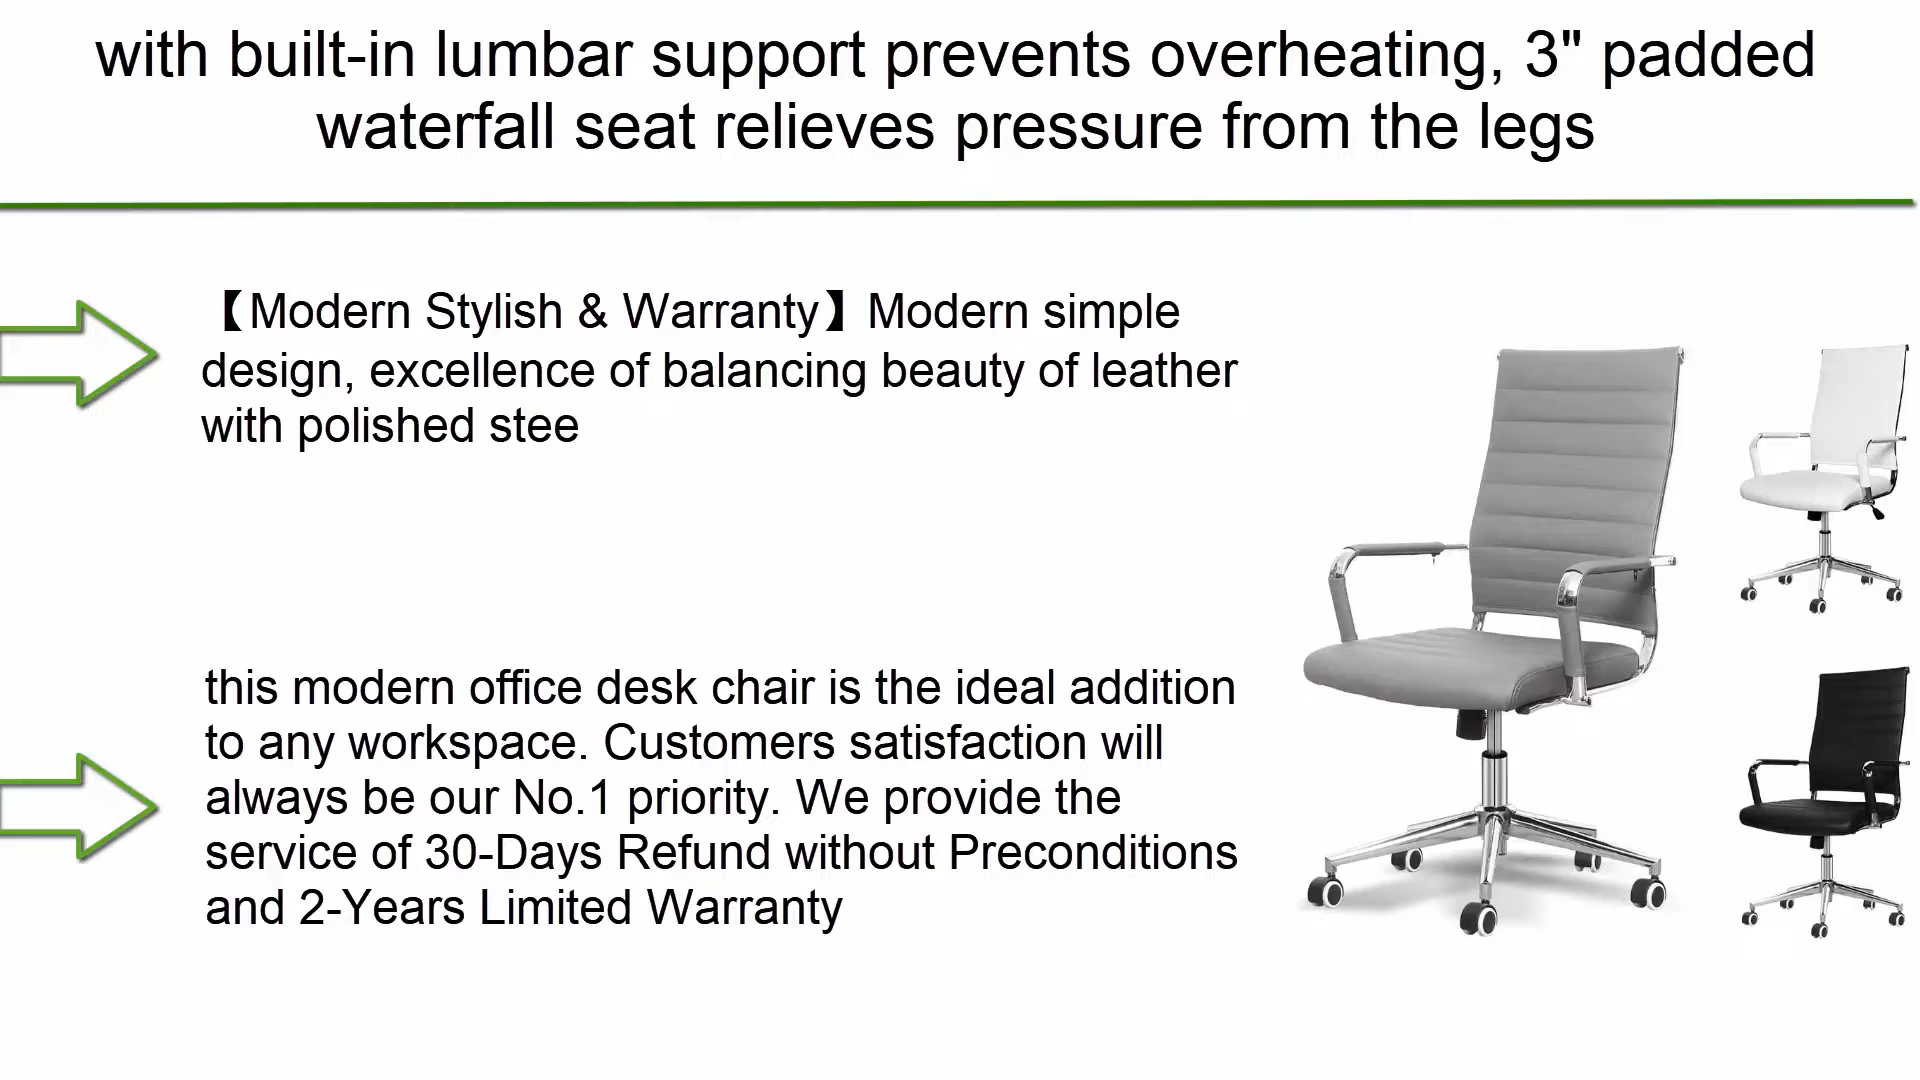 with built-in lumbar support prevents overheating, 3" padded
waterfall seat relieves pressure from the legs
【Modern Stylish & Warranty】Modern simple
design, excellence of balancing beauty of leather
with polished stee
this modern office desk chair is the ideal addition
to any workspace. Customers satisfaction will
always be our No.1 priority. We provide the
service of 30-Days Refund without Preconditions
and 2-Years Limited Warranty